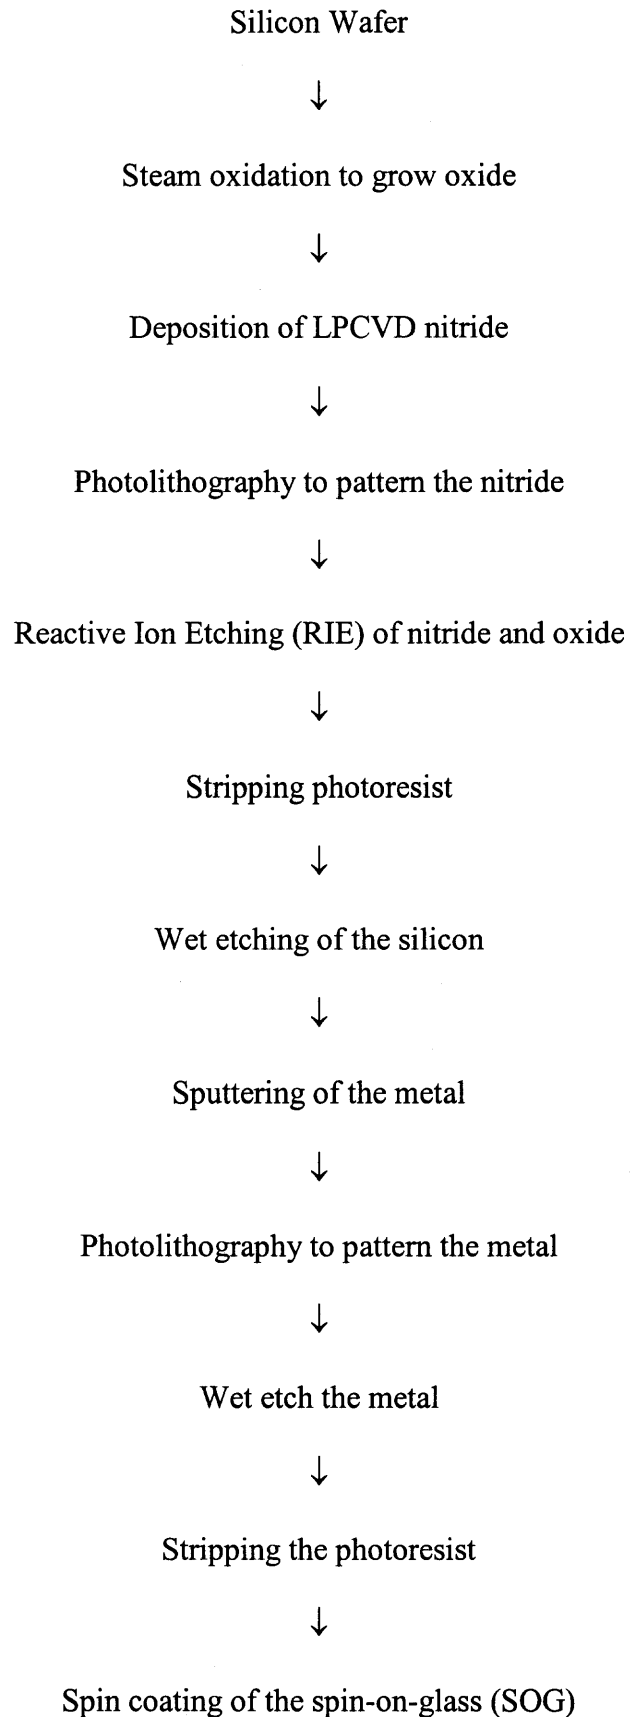 Silicon Wafer
↓
Steam oxidation to grow oxide
↓
Deposition of LPCVD nitride
↓
Photolithography to pattern the nitride
↓
Reactive Ion Etching (RIE) of nitride and oxide
↓
Stripping photoresist
↓
Wet etching of the silicon
↓
Sputtering of the metal
↓
Photolithography to pattern the metal
↓
Wet etch the metal
↓
Stripping the photoresist
↓
Spin coating of the spin-on-glass (SOG)